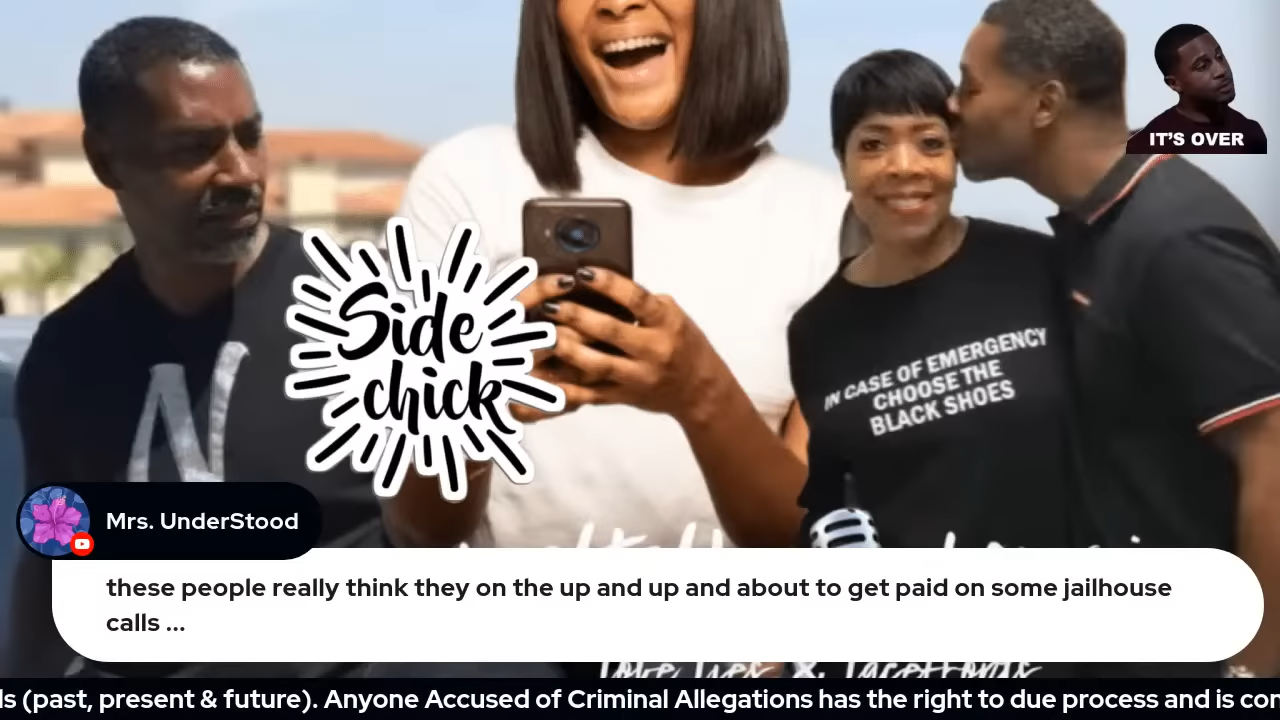 IT'S OVER
Side
chick
IN CASE OF EMERGENCY
CHOOSE THE
BLACK SHOES
Mrs. UnderStood
these people really think they on the up and up and about to get paid on some jailhouse
calls ...
ls (past, present & future). Anyone Accused of Criminal Allegations has the right to due process and is con